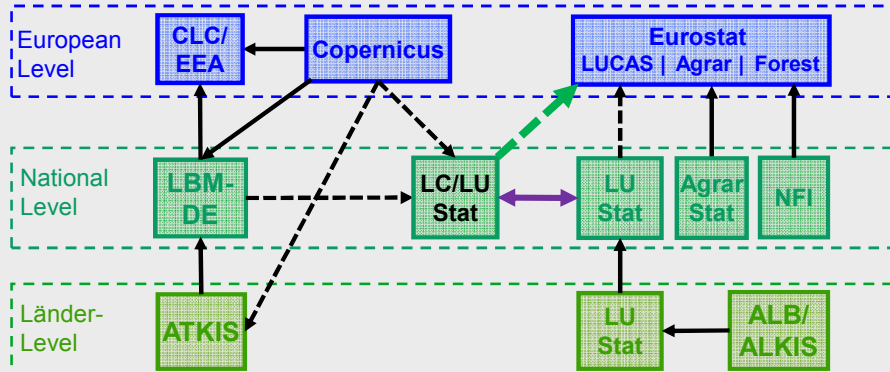 European
Level
CLC/
EEA
Copernicus
Eurostat
LUCAS | Agrar | Forest
National
Level
LBM-
DE
LC/LU
Stat
LU
Stat
Agrar
Stat
NFI
Länder-
Level
ATKIS
LU
Stat
ALB/
ALKIS